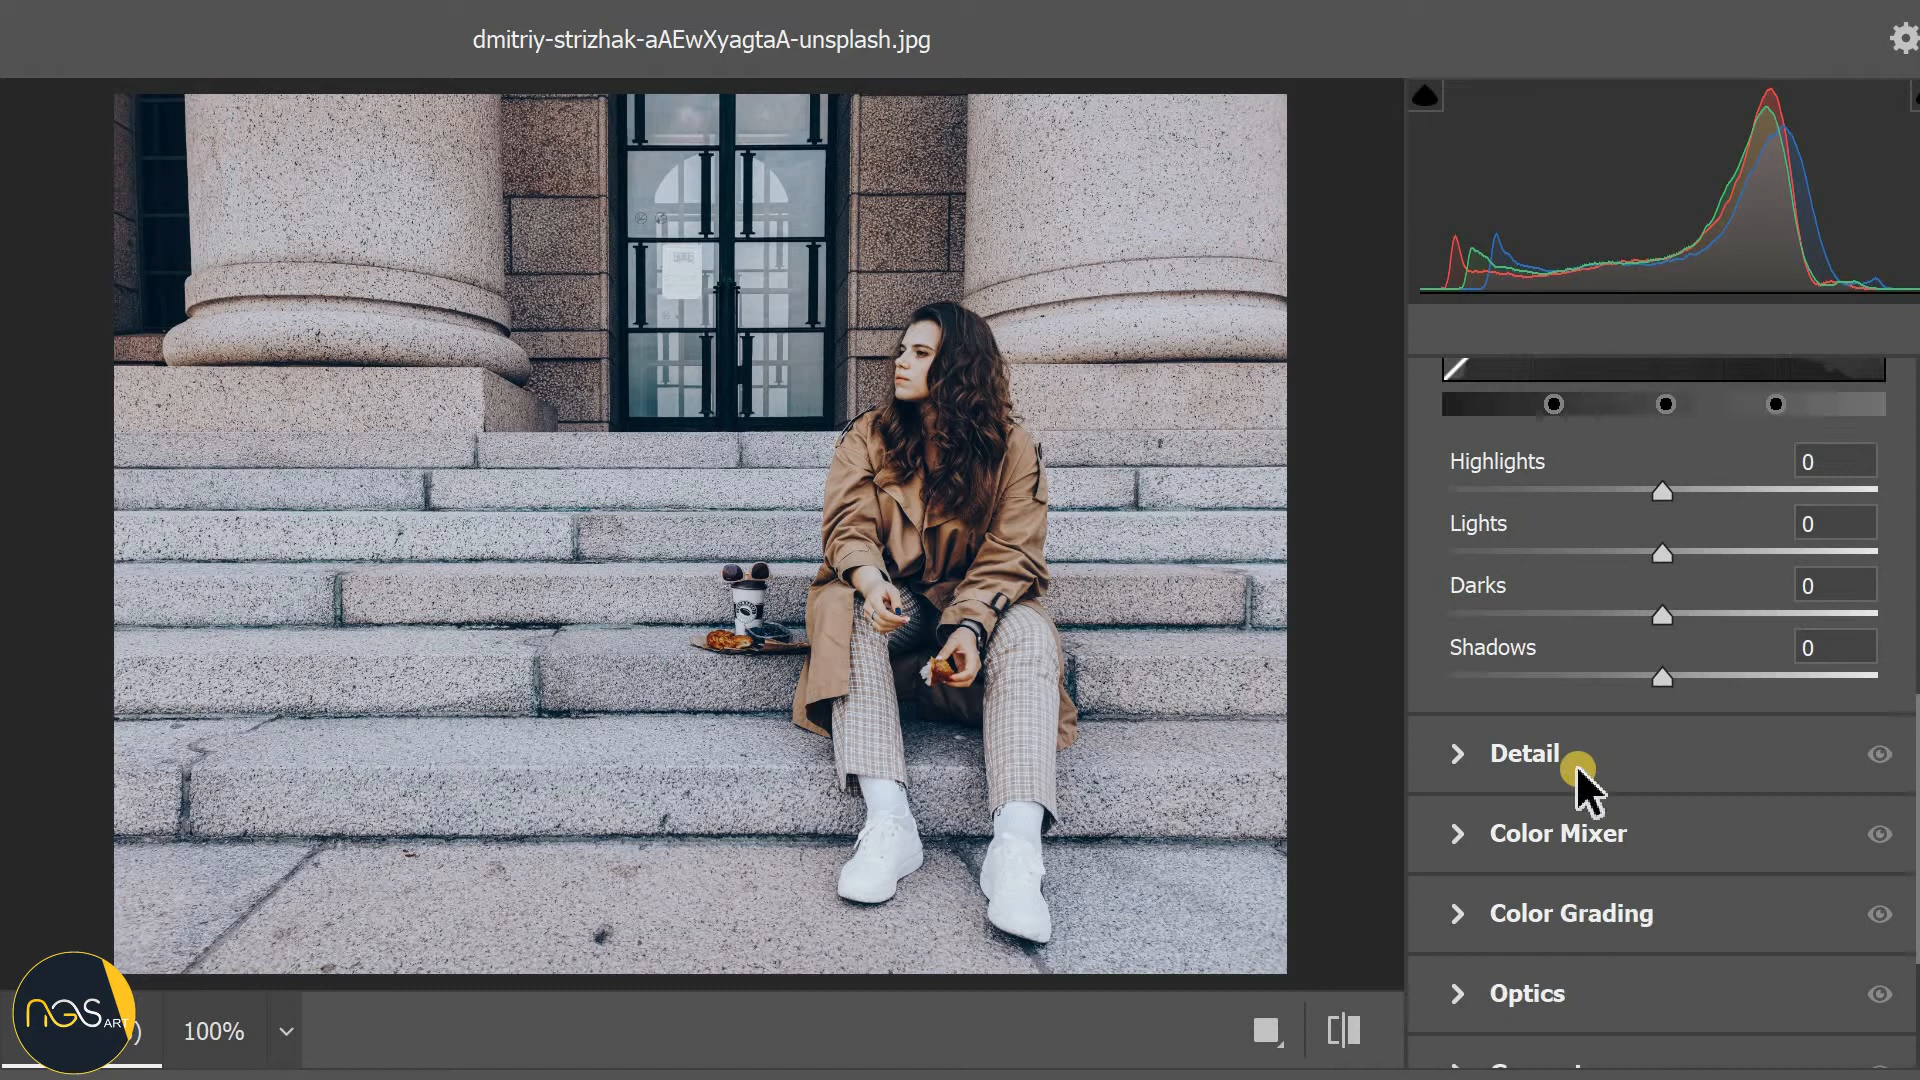 dmitriy-strizhak-aAEwXyagtaA-unsplash.jpg
Highlights 0
Lights 0
Darks 0
Shadows 0
Detail
Color Mixer
Color Grading
Optics
NGS ART
)
100%